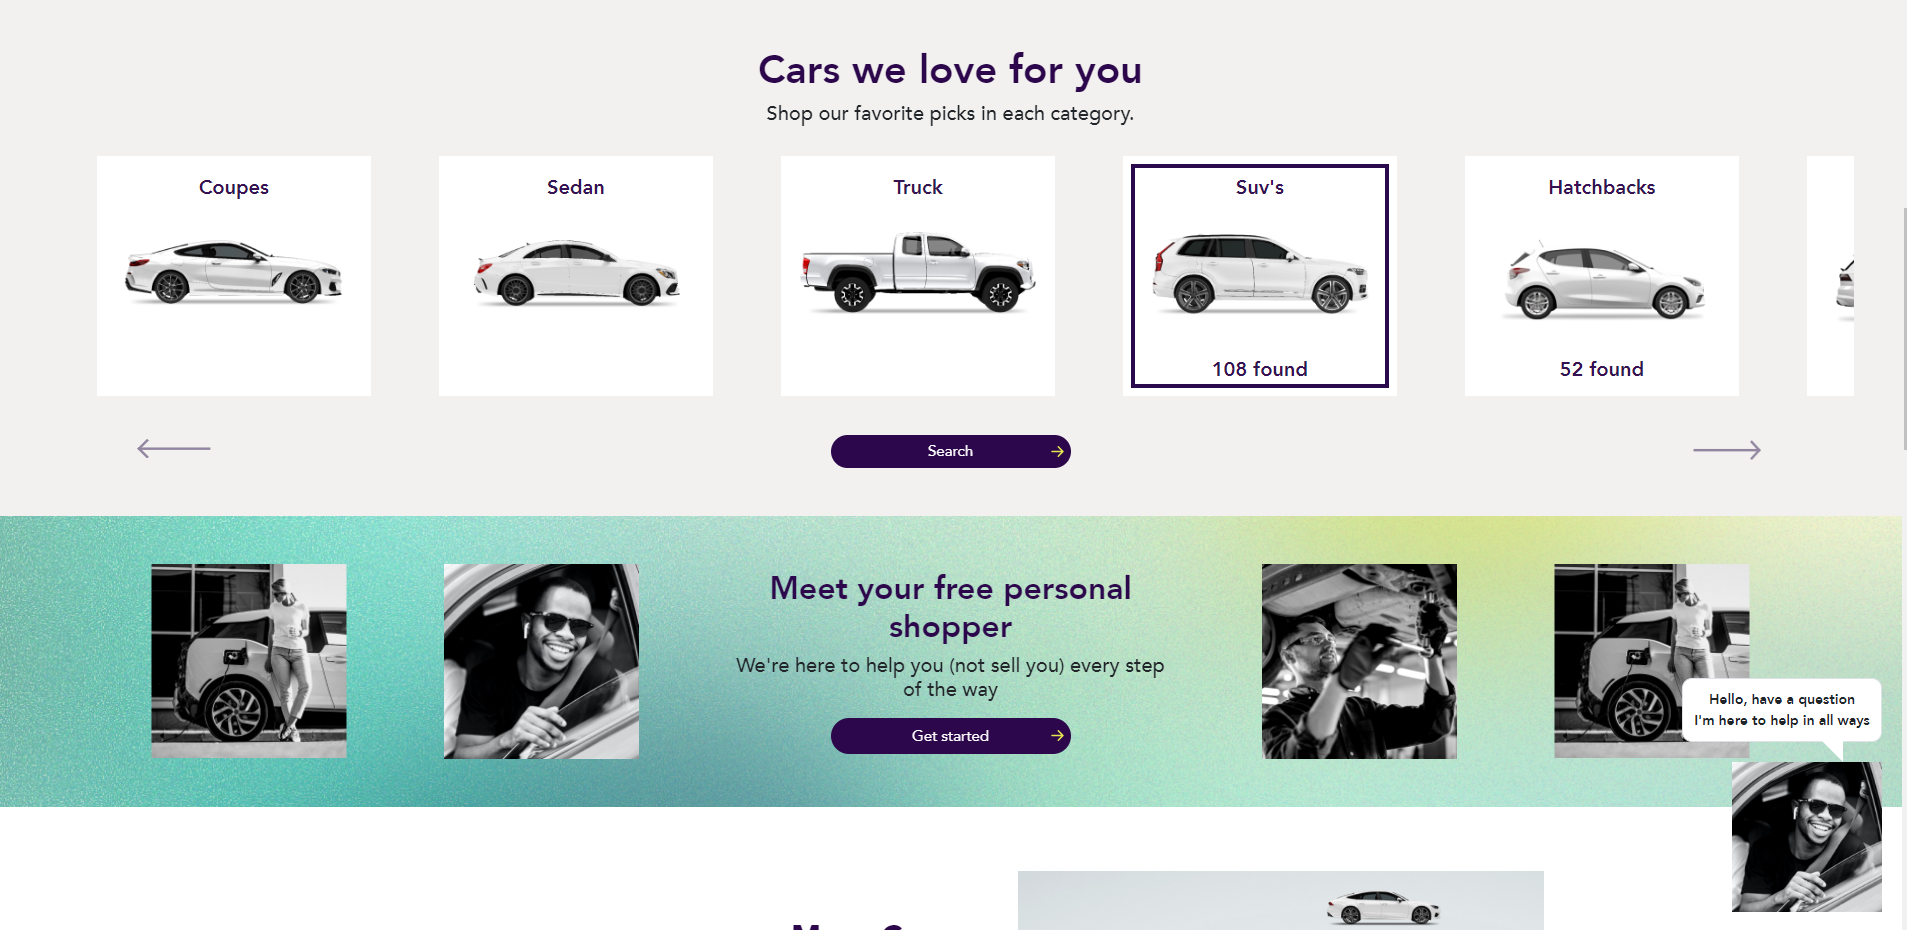 Cars we love for you
Shop our favorite picks in each category.
Coupes
Sedan
Truck
Suv's
108 found
Hatchbacks
52 found
Search
Meet your free personal
shopper
We're here to help you (not sell you) every step
of the way
Get started
Hello, have a question
I'm here to help in all ways